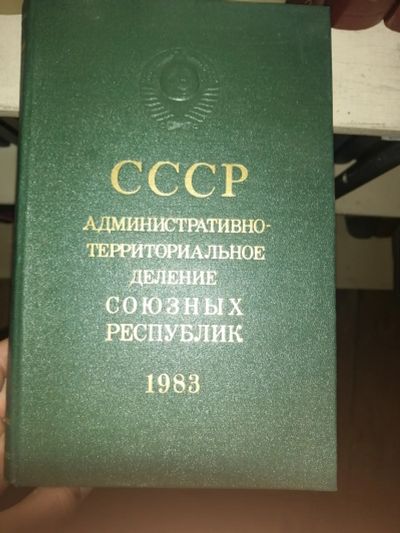 СССР
АДМИНИСТРАТИВНО-
ТЕРРИТОРИАЛЬНОЕ
ДЕЛЕНИЕ
СОЮЗНЫХ
РЕСПУБЛИК
1983